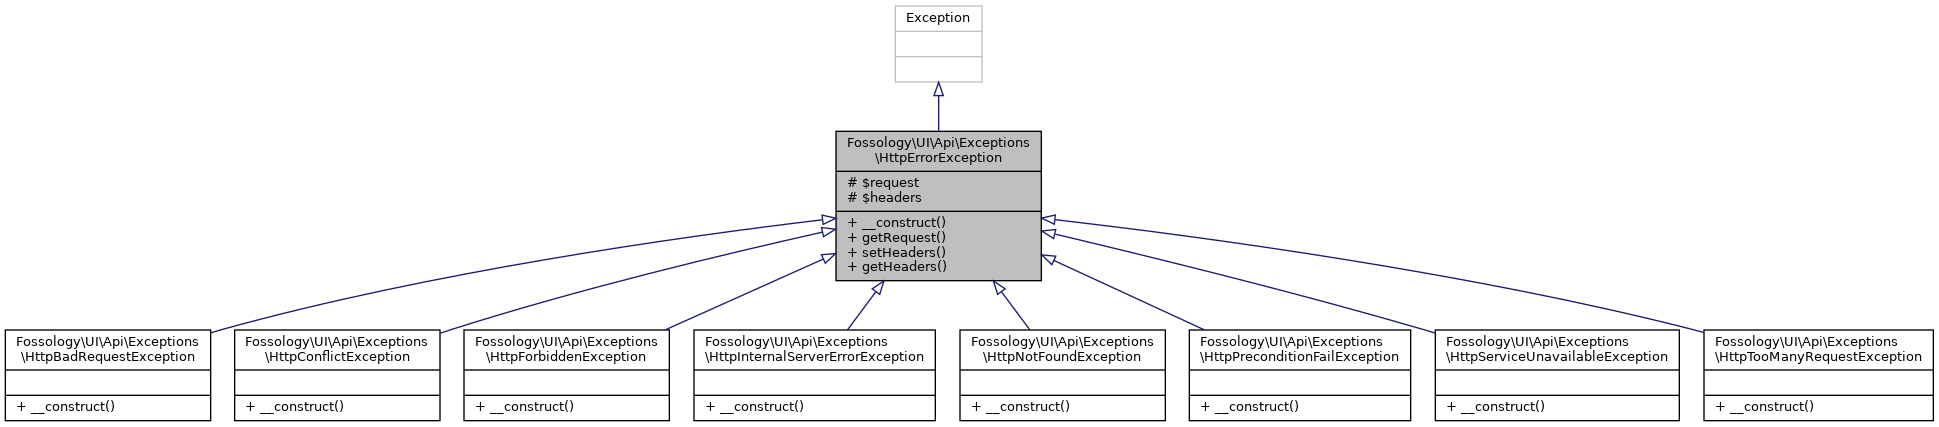 Exception
Fossology\UI\Api\Exceptions
\HttpErrorException
# $request
# $headers
+ __construct()
+ getRequest()
+ setHeaders()
+ getHeaders()
Fossology\UI\Api\Exceptions
\HttpBadRequestException
+ __construct()
Fossology\UI\Api\Exceptions
\HttpConflictException
+ __construct()
Fossology\UI\Api\Exceptions
\HttpForbiddenException
+ __construct()
Fossology\UI\Api\Exceptions
\HttpInternalServerErrorException
+ __construct()
Fossology\UI\Api\Exceptions
\HttpNotFoundException
+ __construct()
Fossology\UI\Api\Exceptions
\HttpPreconditionFailException
+ __construct()
Fossology\UI\Api\Exceptions
\HttpServiceUnavailableException
+ __construct()
Fossology\UI\Api\Exceptions
\HttpTooManyRequestException
+ __construct()